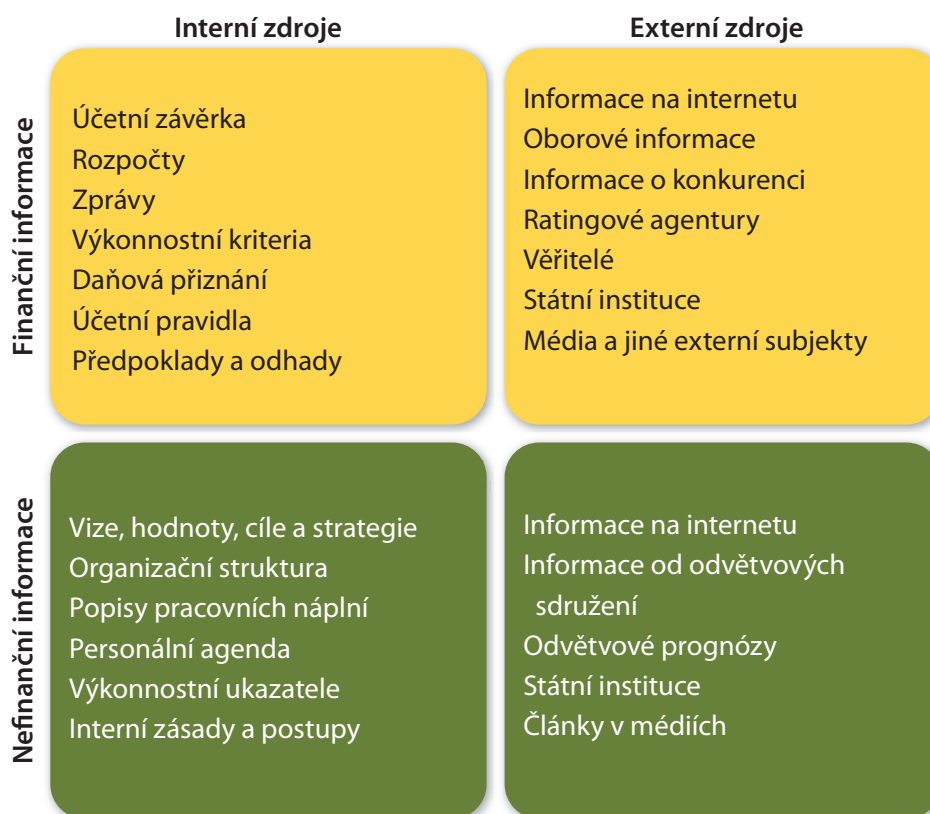 Interní zdroje
Externí zdroje
Finanční informace
Účetní závěrka
Rozpočty
Zprávy
Výkonnostní kriteria
Daňová přiznání
Účetní pravidla
Předpoklady a odhady
Informace na internetu
Oborové informace
Informace o konkurenci
Ratingové agentury
Věřitelé
Státní instituce
Média a jiné externí subjekty
Nefinanční informace
Vize, hodnoty, cíle a strategie
Organizační struktura
Popisy pracovních náplní
Personální agenda
Výkonnostní ukazatele
Interní zásady a postupy
Informace na internetu
Informace od odvětvových
sdružení
Odvětvové prognózy
Státní instituce
Články v médiích